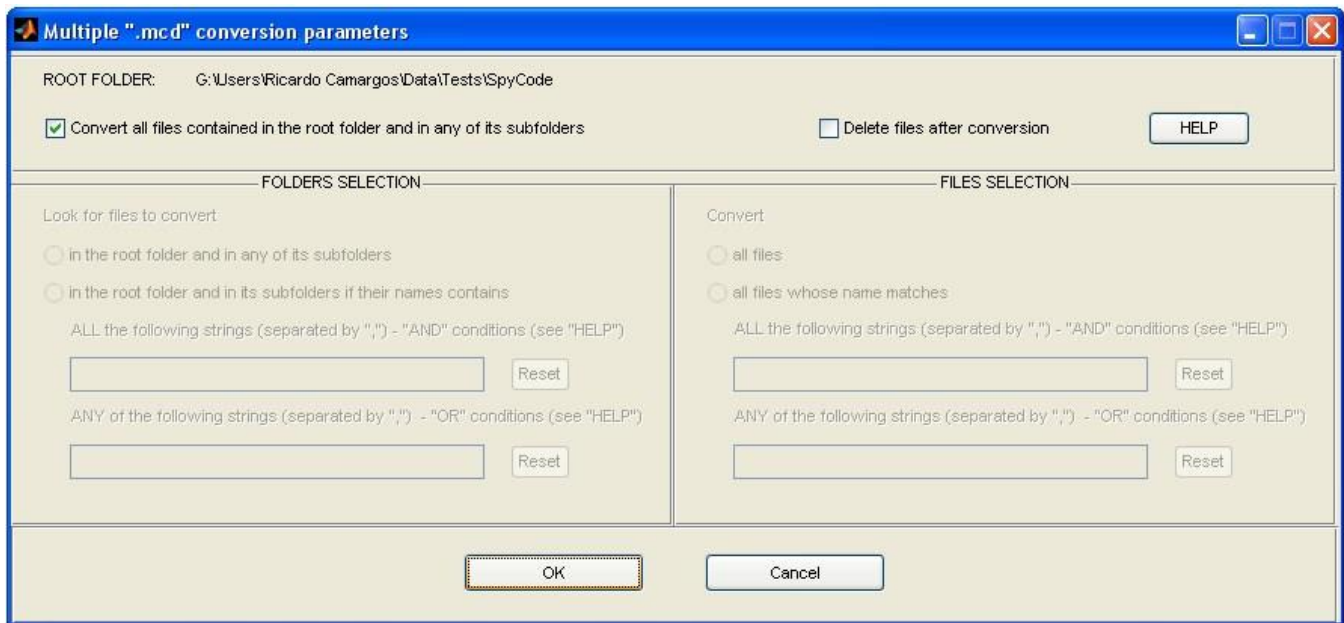 Multiple ".mcd" conversion parameters
ROOT FOLDER: G:\Users\Ricardo Camargos\Data\Tests\SpyCode
Convert all files contained in the root folder and in any of its subfolders
Delete files after conversion
HELP
FOLDERS SELECTION
Look for files to convert
in the root folder and in any of its subfolders
in the root folder and in its subfolders if their names contains
ALL the following strings (separated by ",") - "AND" conditions (see "HELP")
Reset
ANY of the following strings (separated by ",") - "OR" conditions (see "HELP")
Reset
FILES SELECTION
Convert
all files
all files whose name matches
ALL the following strings (separated by ",") - "AND" conditions (see "HELP")
Reset
ANY of the following strings (separated by ",") - "OR" conditions (see "HELP")
Reset
OK
Cancel